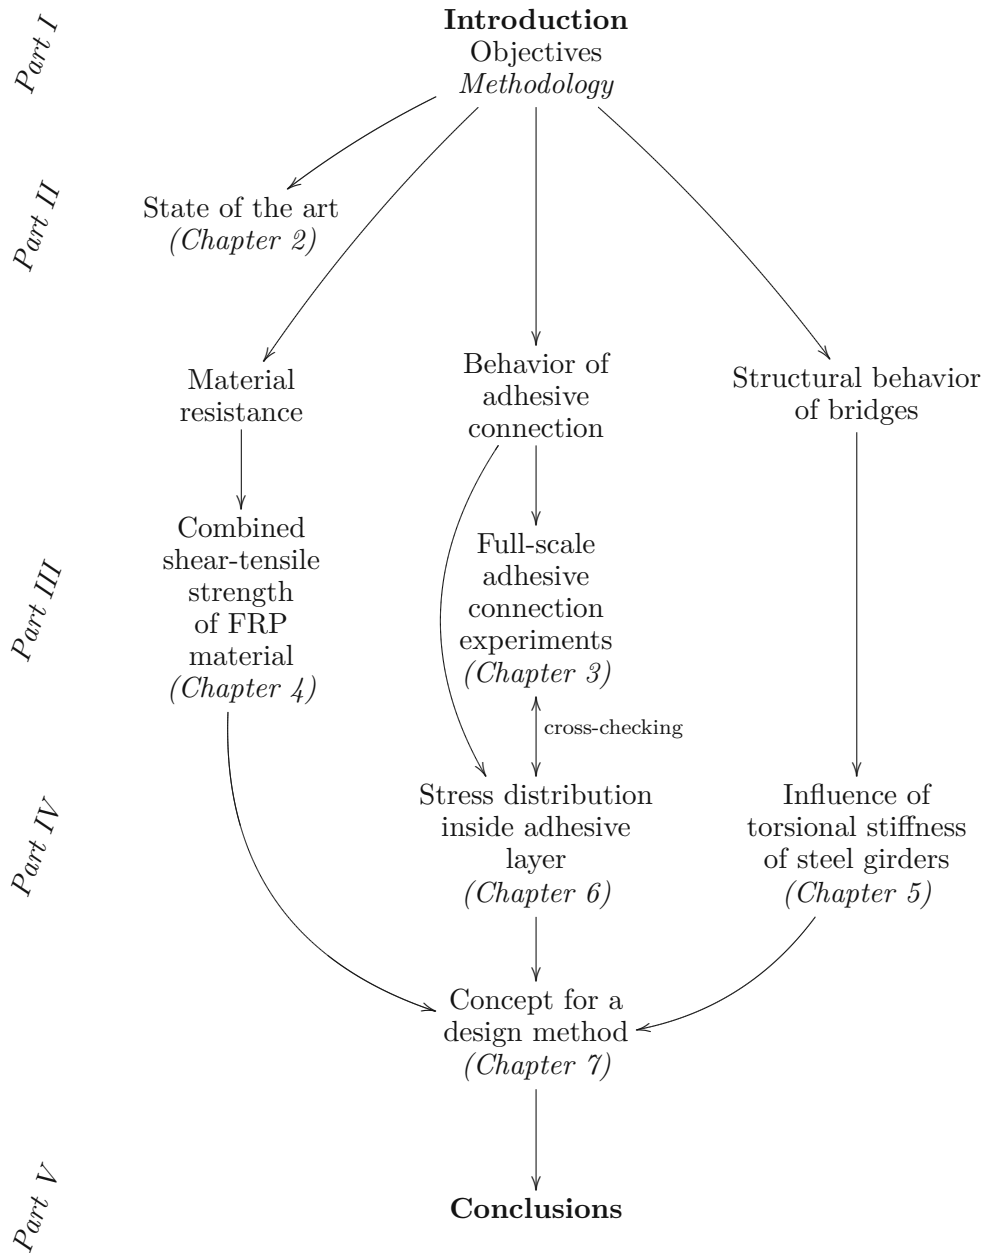 Part I
Introduction
Objectives
Methodology
Part II
State of the art
(Chapter 2)
Material
resistance
Behavior of
adhesive
connection
Structural behavior
of bridges
Part III
Combined
shear-tensile
strength
of FRP
material
(Chapter 4)
Full-scale
adhesive
connection
experiments
(Chapter 3)
cross-checking
Part IV
Stress distribution
inside adhesive
layer
(Chapter 6)
Influence of
torsional stiffness
of steel girders
(Chapter 5)
Concept for a
design method
(Chapter 7)
Part V
Conclusions